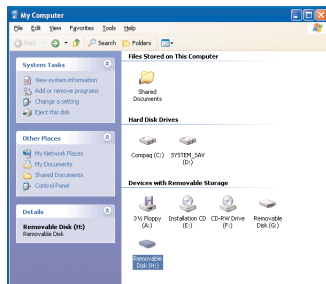 My Computer
File Edit View Favorites Tools Help
Back Search Folders
System Tasks
View system information
Add or remove programs
Change a setting
Eject this disk
Other Places
My Network Places
My Documents
Shared Documents
Control Panel
Details
Removable Disk (H:)
Removable Disk
Files Stored on This Computer
Shared
Documents
Hard Disk Drives
Compaq (C:) SYSTEM_SAV
(D:)
Devices with Removable Storage
3½ Floppy Installation CD CD-RW Drive Removable
(A:) (E:) (F:) Disk (G:)
Removable
Disk (H:)